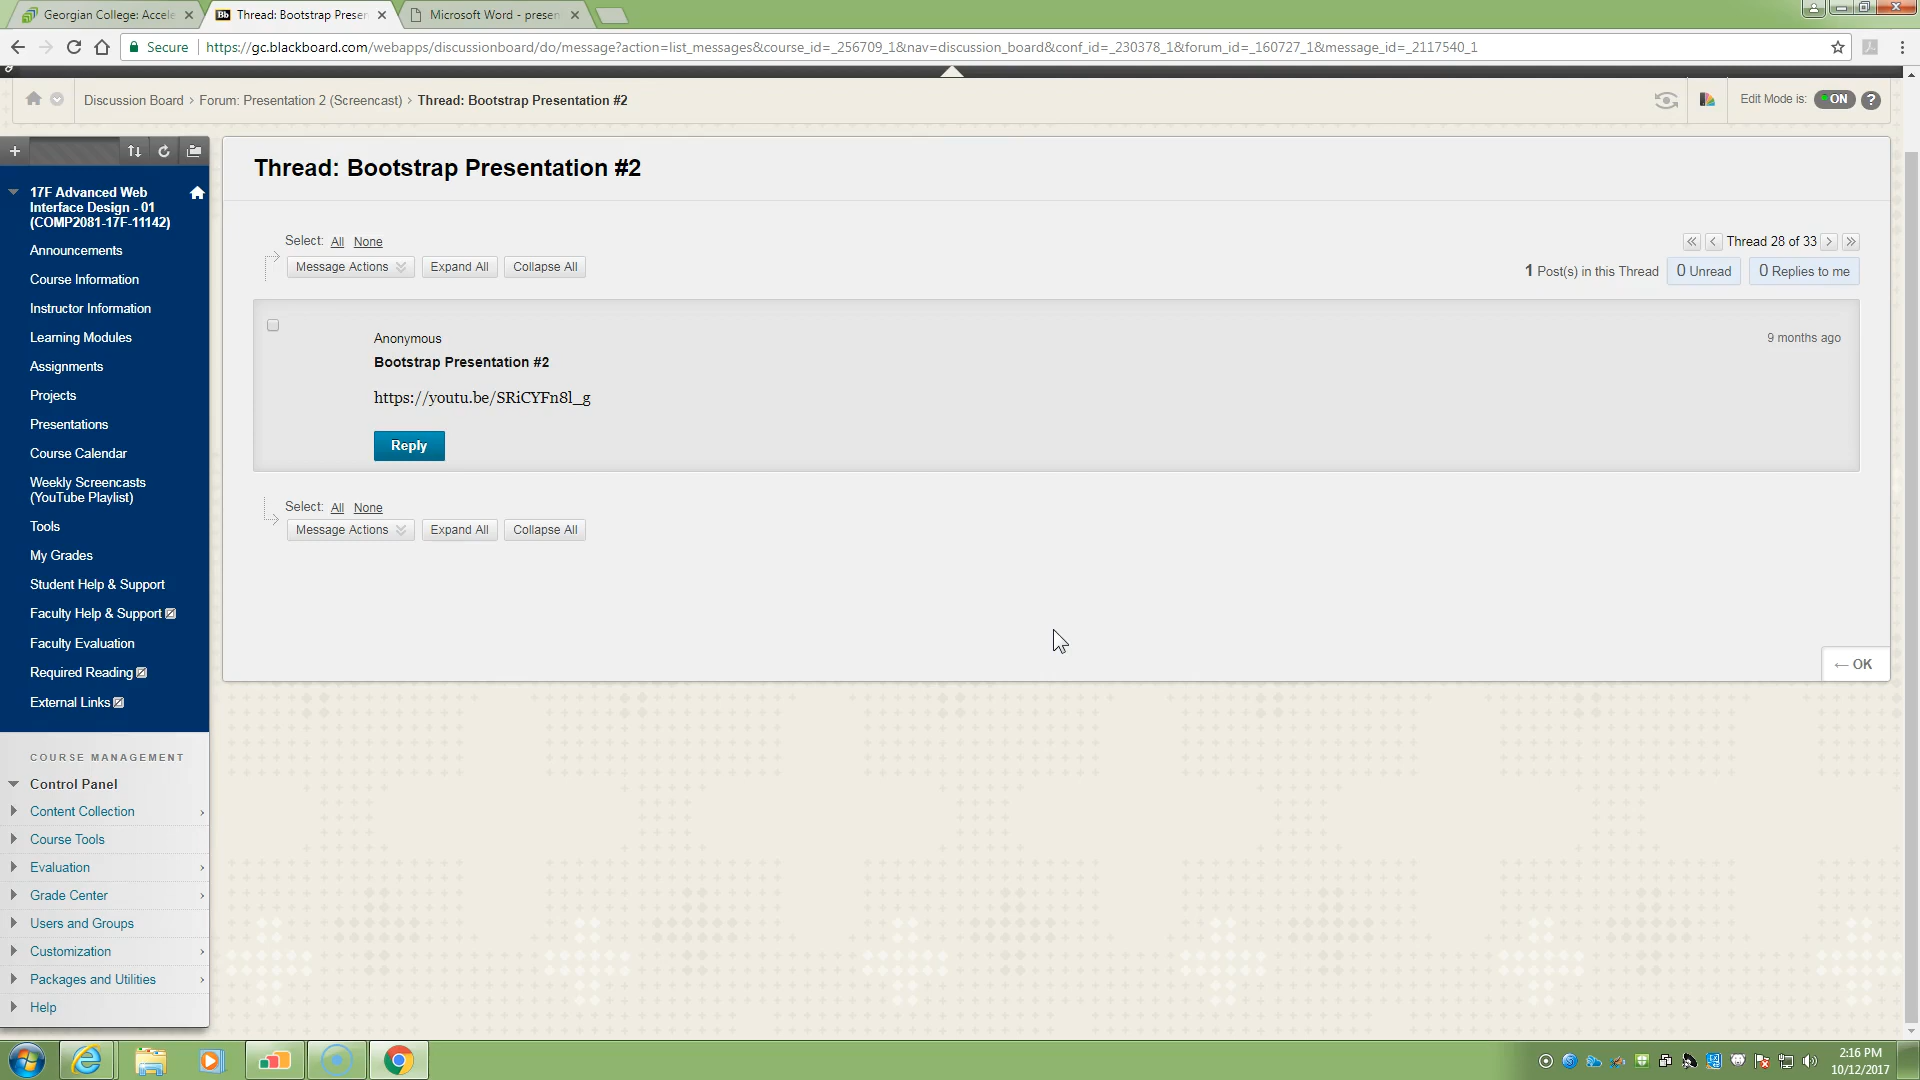 Georgian College: Accele
Thread: Bootstrap Presen
Microsoft Word - presen
Secure
https://gc.blackboard.com/webapps/discussionboard/do/message?action=list_messages&course_id=_256709_1&nav=discussion_board&conf_id=_230378_1&forum_id=_160727_1&message_id=_2117540_1
Discussion Board > Forum: Presentation 2 (Screencast) > Thread: Bootstrap Presentation #2
Edit Mode is: ON ?
17F Advanced Web
Interface Design - 01
(COMP2081-17F-11142)
Announcements
Course Information
Instructor Information
Learning Modules
Assignments
Projects
Presentations
Course Calendar
Weekly Screencasts
(YouTube Playlist)
Tools
My Grades
Student Help & Support
Faculty Help & Support
Faculty Evaluation
Required Reading
External Links
COURSE MANAGEMENT
Control Panel
Content Collection
Course Tools
Evaluation
Grade Center
Users and Groups
Customization
Packages and Utilities
Help
Thread: Bootstrap Presentation #2
Select: All None
Message Actions Expand All Collapse All
Thread 28 of 33
1 Post(s) in this Thread 0 Unread 0 Replies to me
Anonymous
9 months ago
Bootstrap Presentation #2
https://youtu.be/SRiCYFn8l_g
Reply
Select: All None
Message Actions Expand All Collapse All
← OK
2:16 PM
10/12/2017